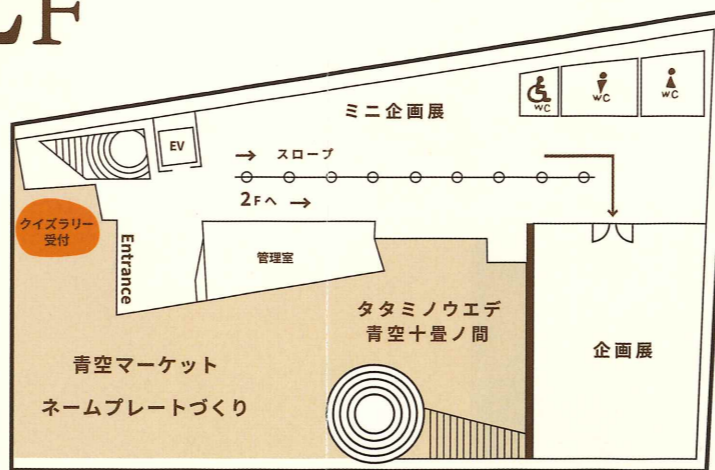 LF
ミニ企画展
WC
WC
WC
EV
→ スロープ
2Fへ →
クイズラリー
受付
Entrance
管理室
タタミノウエデ
青空十畳ノ間
企画展
青空マーケット
ネームプレートづくり